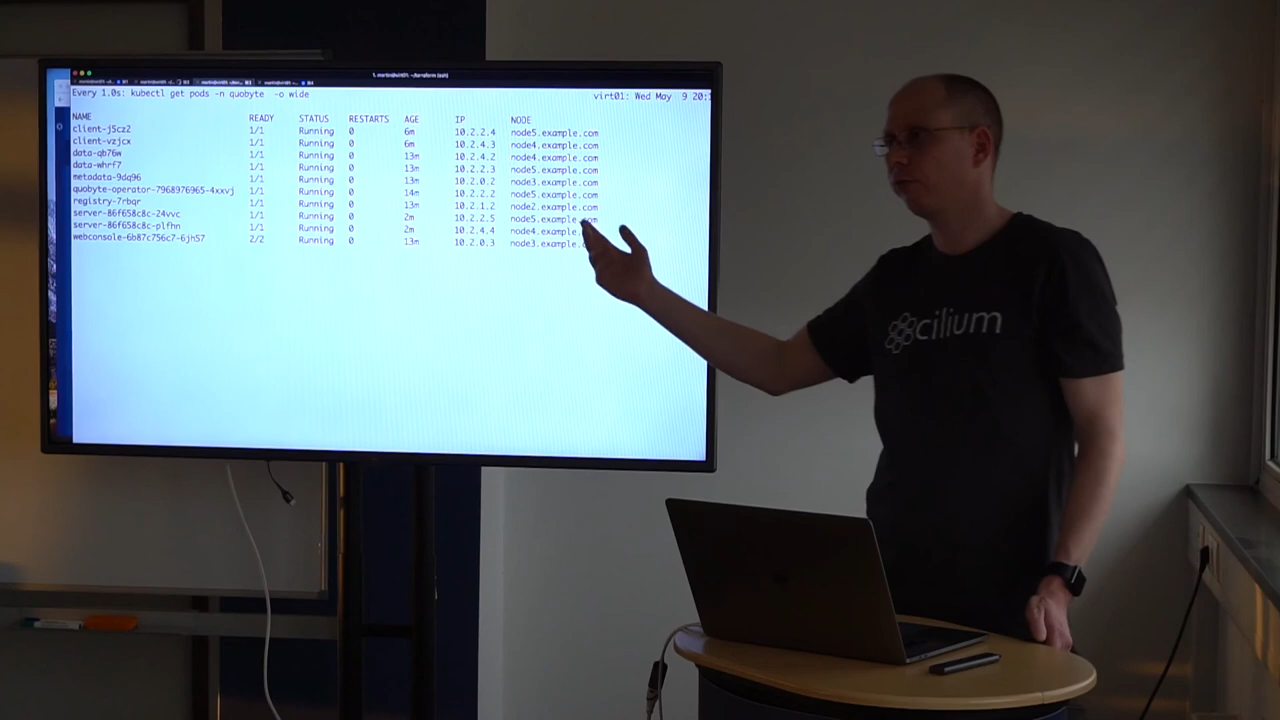 1. martin@virt01: ~/terraform (ssh)
Every 1.0s: kubectl get pods -n quobyte -o wide virt01: Wed May 9 20:
NAME READY STATUS RESTARTS AGE IP NODE
client-j5cz2 1/1 Running 0 6m 10.2.2.4 node5.example.com
client-vzjcx 1/1 Running 0 6m 10.2.4.3 node4.example.com
data-qb76w 1/1 Running 0 13m 10.2.4.2 node4.example.com
data-whrf7 1/1 Running 0 13m 10.2.2.3 node5.example.com
metadata-9dq96 1/1 Running 0 13m 10.2.0.2 node3.example.com
quobyte-operator-7968976965-4xxvj 1/1 Running 0 14m 10.2.2.2 node5.example.com
registry-7rbqr 1/1 Running 0 13m 10.2.1.2 node2.example.com
server-86f658c8c-24vvc 1/1 Running 0 2m 10.2.2.5 node5.example.com
server-86f658c8c-plfhn 1/1 Running 0 2m 10.2.4.4 node4.example.
webconsole-6b87c756c7-6jh57 2/2 Running 0 13m 10.2.0.3 node3.example.
cilium